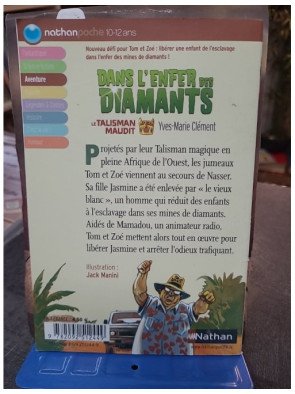 nathanpoche 10-12 ans
Nouveau défi pour Tom et Zoé : libérer une enfant de l'esclavage
dans l'enfer des mines de diamants !
Aventure
DANS L'ENFER DES
DIAMANTS
LE TALISMAN
MAUDIT
Yves-Marie Clément
Projetés par leur Talisman magique en
pleine Afrique de l'Ouest, les jumeaux
Tom et Zoé viennent au secours de Nasser.
Sa fille Jasmine a été enlevée par « le vieux
blanc », un homme qui réduit des enfants
à l'esclavage dans ses mines de diamants.
Aidés de Mamadou, un animateur radio,
Tom et Zoé mettent alors tout en œuvre pour
libérer Jasmine et arrêter l'odieux trafiquant.
Illustration :
Jack Manini
Nathan